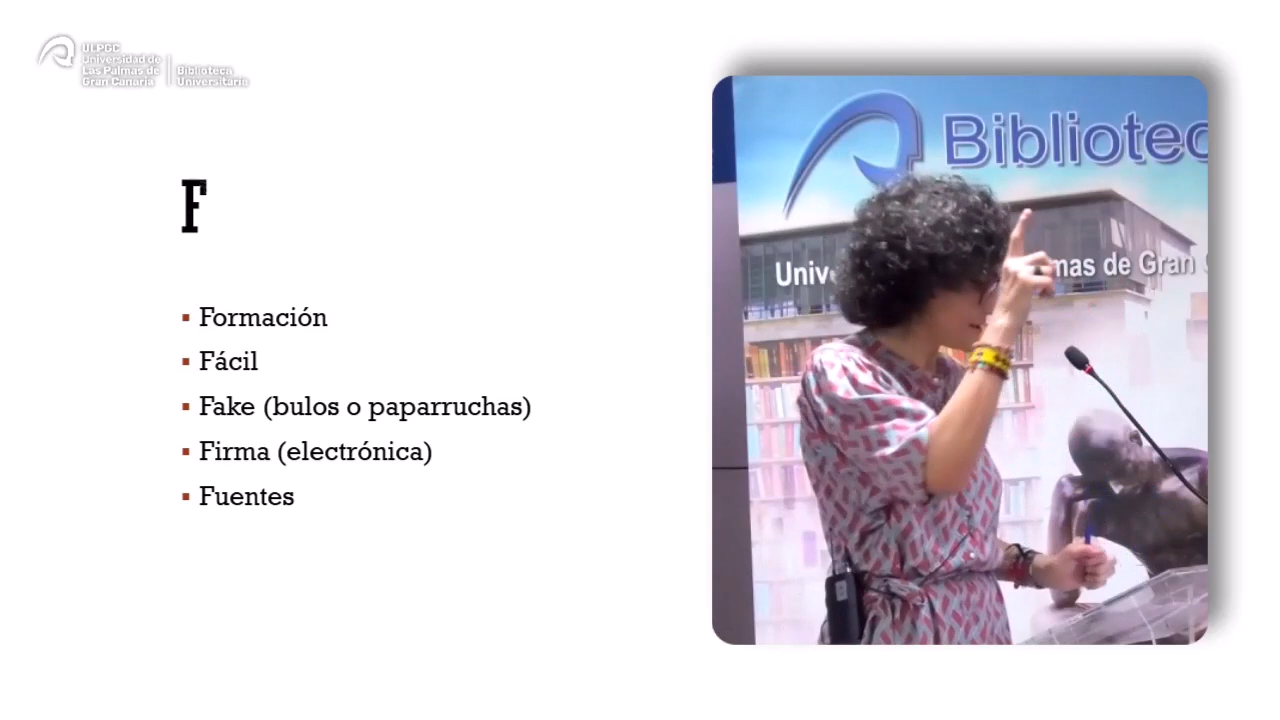 ULPGC
Universidad de
Las Palmas de
Gran Canaria
Biblioteca
Universitaria
F
Formación
Fácil
Fake (bulos o paparruchas)
Firma (electrónica)
Fuentes
Bibliotec
Univ
mas de Gran